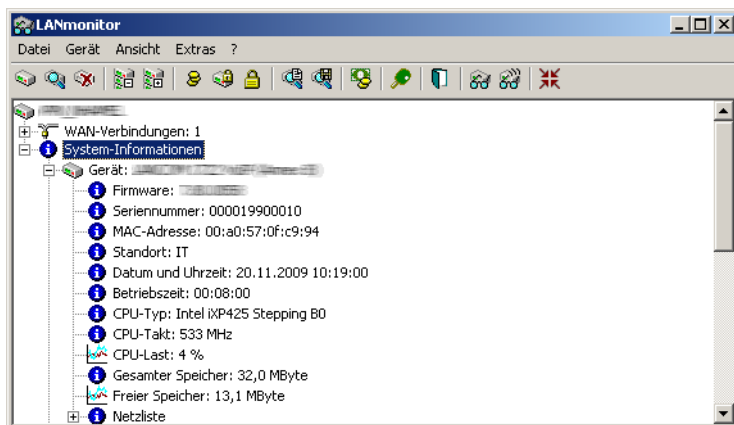 LANmonitor
Datei Gerät Ansicht Extras ?
WAN-Verbindungen: 1
System-Informationen
Gerät:
Firmware:
Seriennummer: 000019900010
MAC-Adresse: 00:a0:57:0f:c9:94
Standort: IT
Datum und Uhrzeit: 20.11.2009 10:19:00
Betriebszeit: 00:08:00
CPU-Typ: Intel iXP425 Stepping B0
CPU-Takt: 533 MHz
CPU-Last: 4 %
Gesamter Speicher: 32,0 MByte
Freier Speicher: 13,1 MByte
Netzliste